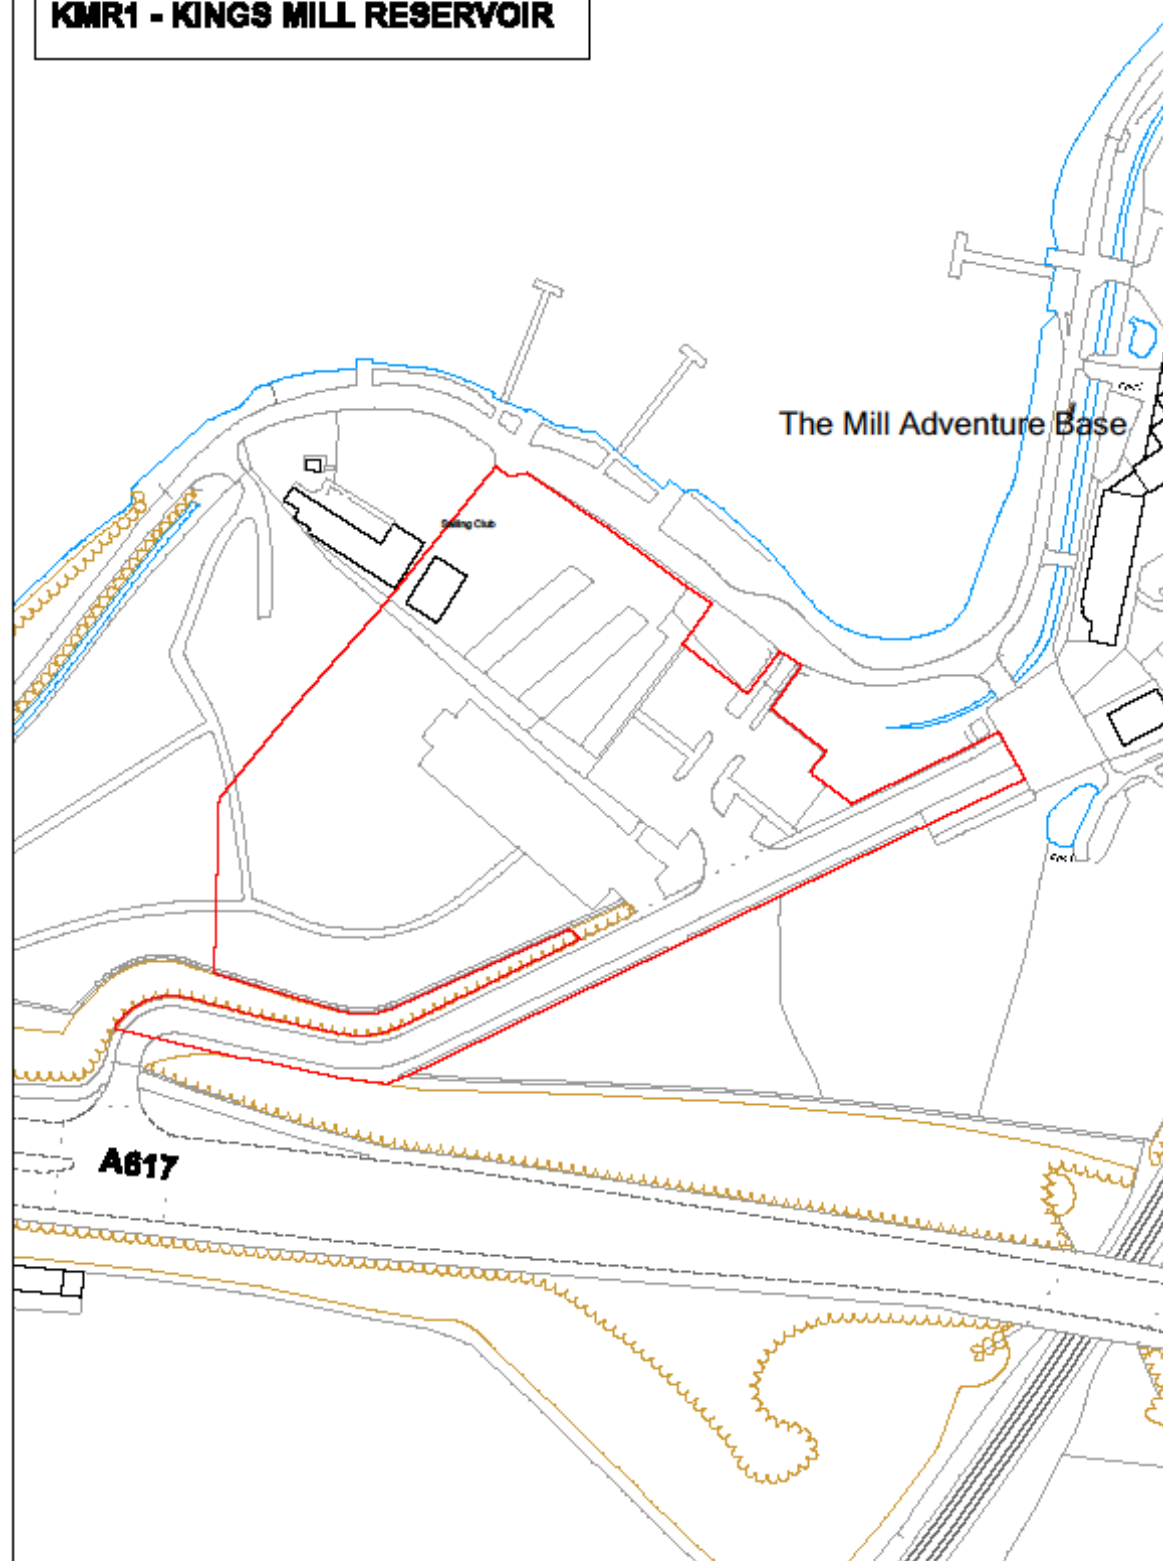 KMR1 - KINGS MILL RESERVOIR
The Mill Adventure Base
Sailing Club
A617